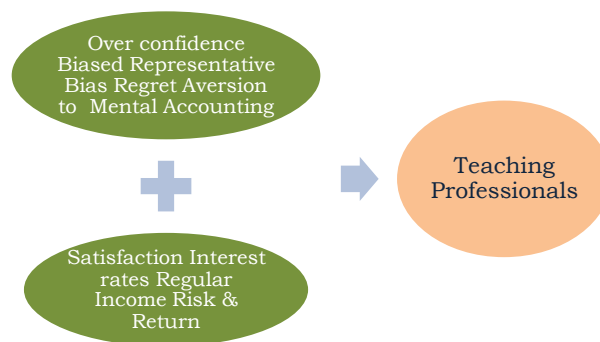 Over confidence
Biased Representative
Bias Regret Aversion
to Mental Accounting
Teaching
Professionals
Satisfaction Interest
rates Regular
Income Risk &
Return